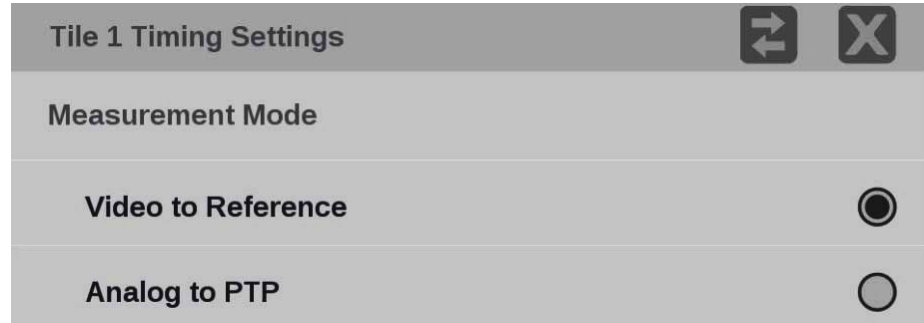 Tile 1 Timing Settings
Measurement Mode
Video to Reference
Analog to PTP